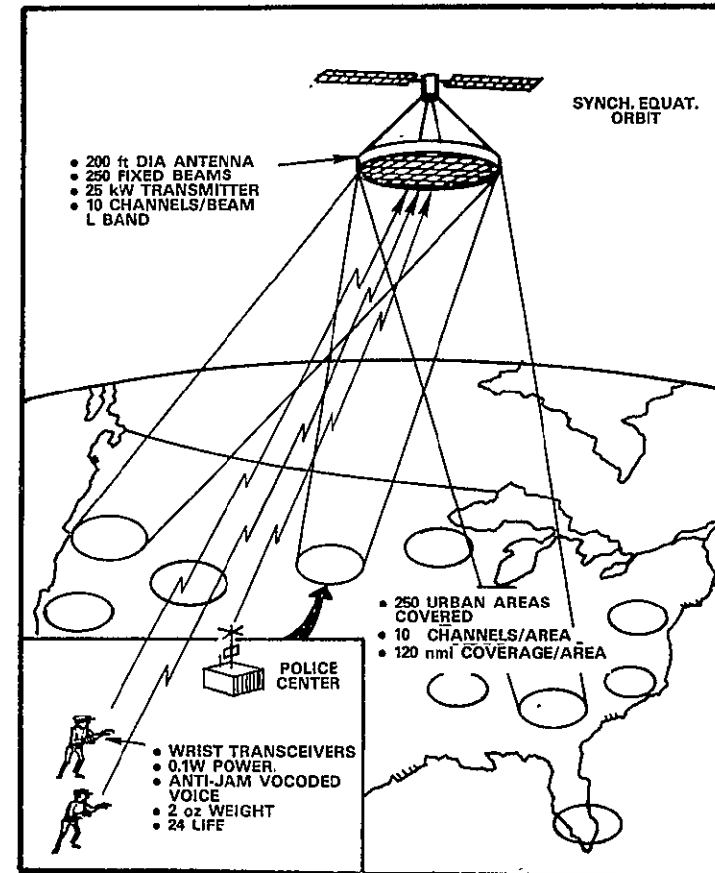 SYNCH. EQUAT.
ORBIT
• 200 ft DIA ANTENNA
• 250 FIXED BEAMS
• 25 kW TRANSMITTER
• 10 CHANNELS/BEAM
L BAND
• 250 URBAN AREAS
COVERED
• 10 CHANNELS/AREA
• 120 nmi COVERAGE/AREA
POLICE
CENTER
• WRIST TRANSCEIVERS
• 0.1W POWER
• ANTI-JAM VOCODED
VOICE
• 2 oz WEIGHT
• 24 LIFE